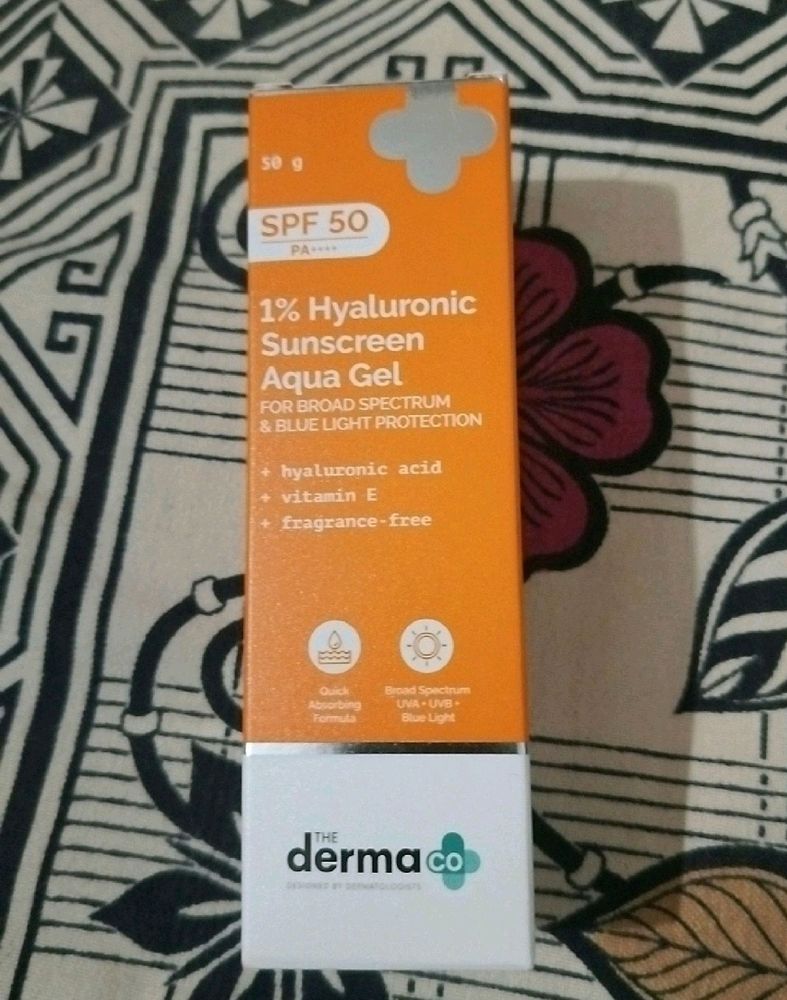 50 g
SPF 50
PA++++
1% Hyaluronic
Sunscreen
Aqua Gel
FOR BROAD SPECTRUM
& BLUE LIGHT PROTECTION
+ hyaluronic acid
+ vitamin E
+ fragrance-free
Quick
Absorbing
Formula
Broad Spectrum
UVA + UVB +
Blue Light
THE
derma co
DESIGNED BY DERMATOLOGISTS